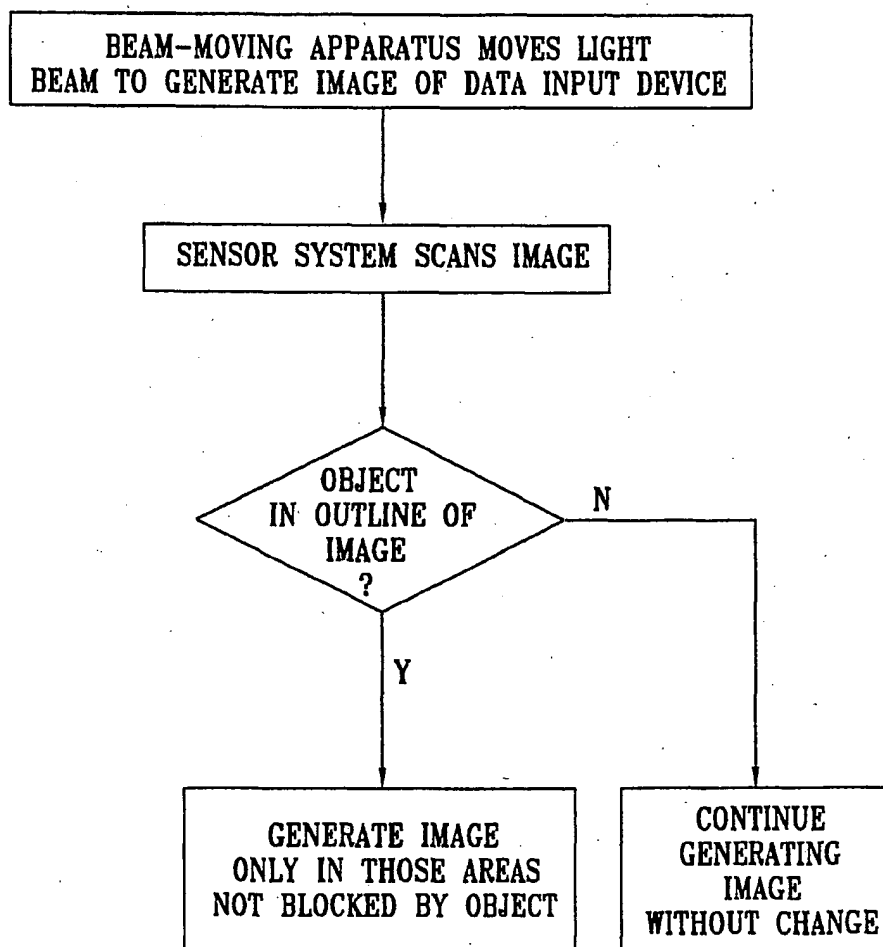 BEAM-MOVING APPARATUS MOVES LIGHT
BEAM TO GENERATE IMAGE OF DATA INPUT DEVICE
SENSOR SYSTEM SCANS IMAGE
OBJECT
IN OUTLINE OF
IMAGE
?
N
Y
GENERATE IMAGE
ONLY IN THOSE AREAS
NOT BLOCKED BY OBJECT
CONTINUE
GENERATING
IMAGE
WITHOUT CHANGE